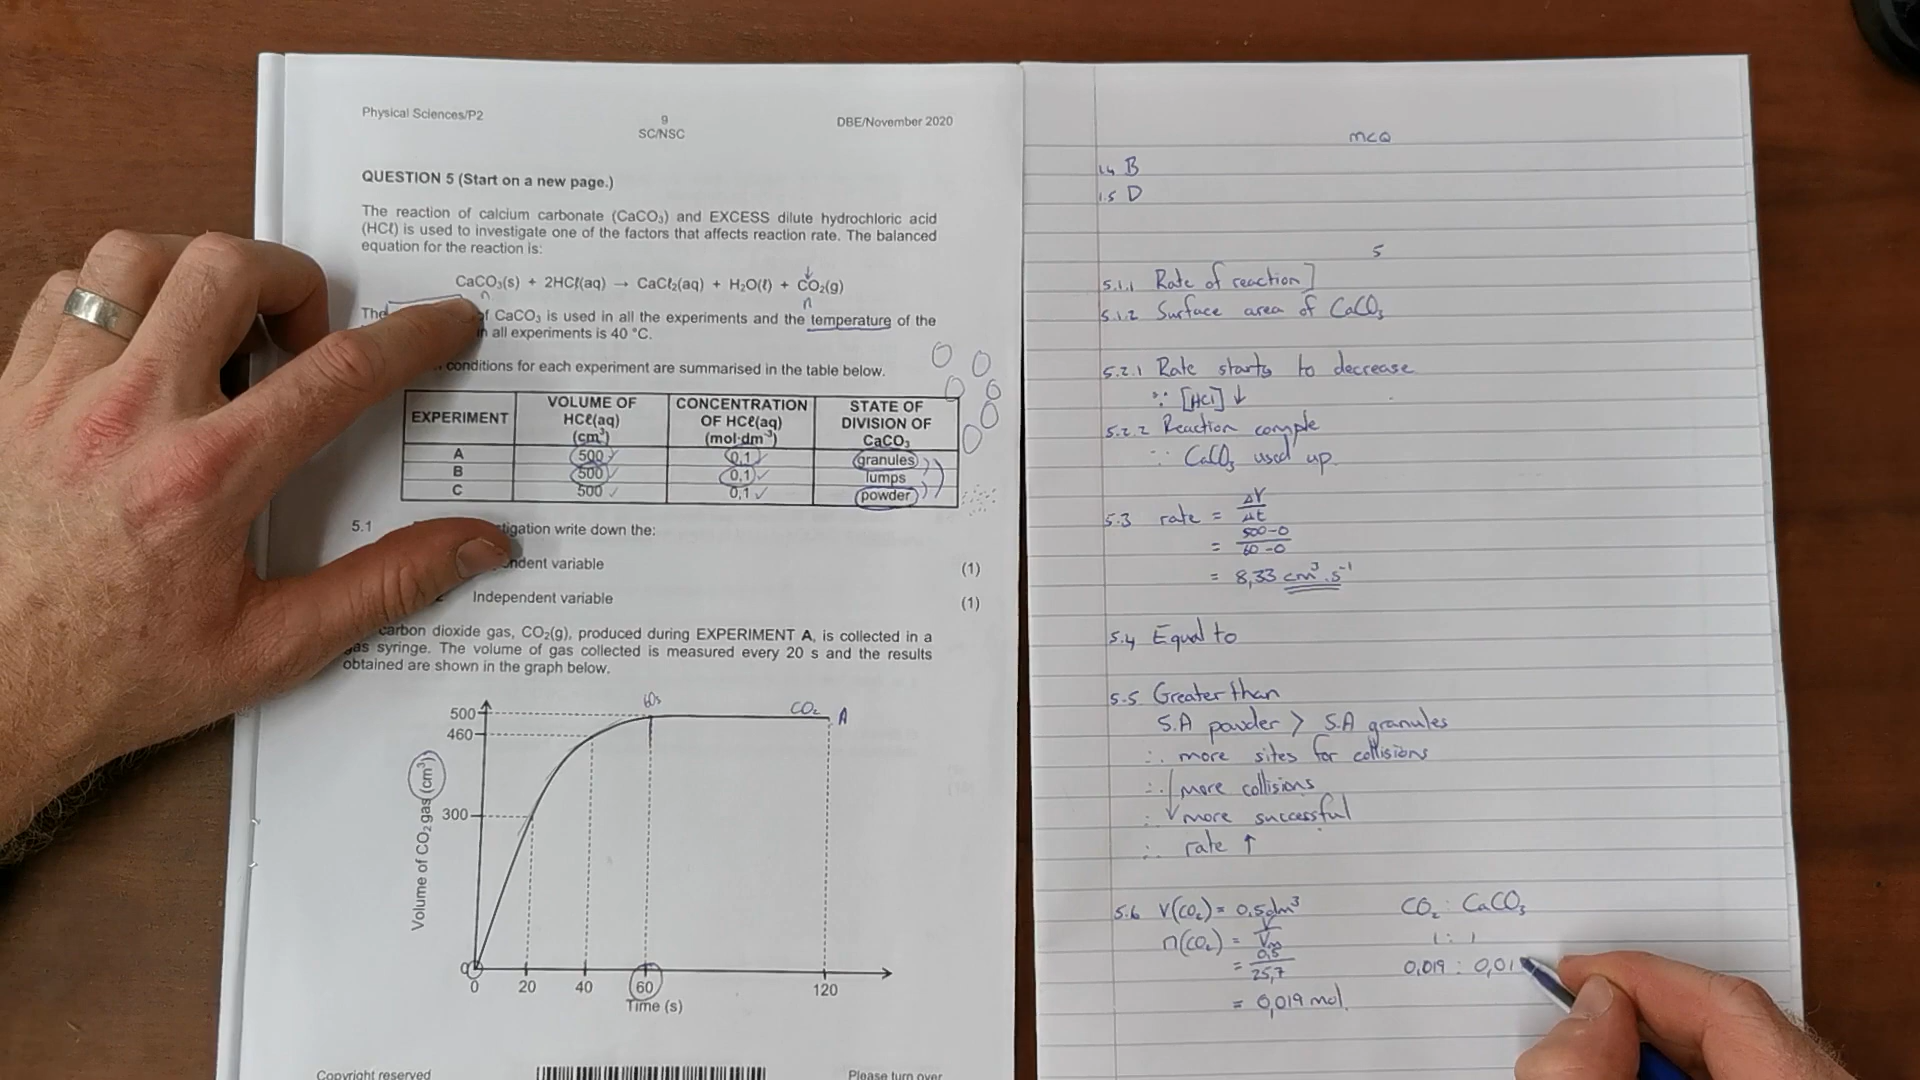 Physical Sciences/P2
9
SC/NSC
DBE/November 2020
QUESTION 5 (Start on a new page.)
The reaction of calcium carbonate (CaCO₃) and EXCESS dilute hydrochloric acid
(HCℓ) is used to investigate one of the factors that affects reaction rate. The balanced
equation for the reaction is:
CaCO₃(s) + 2HCℓ(aq) → CaCℓ₂(aq) + H₂O(ℓ) + CO₂(g)
n n
of CaCO₃ is used in all the experiments and the temperature of the
in all experiments is 40 °C.
conditions for each experiment are summarised in the table below.
EXPERIMENT
VOLUME OF HCℓ(aq) (cm³)
CONCENTRATION OF HCℓ(aq) (mol·dm⁻³)
STATE OF DIVISION OF CaCO₃
A 500 0,1 granules
B 500 0,1 lumps
C 500 0,1 powder
5.1 write down the:
variable (1)
Independent variable (1)
carbon dioxide gas, CO₂(g), produced during EXPERIMENT A, is collected in a
gas syringe. The volume of gas collected is measured every 20 s and the results
obtained are shown in the graph below.
60s
CO₂ A
500
460
300
0
Volume of CO₂ gas (cm³)
0 20 40 60 120
Time (s)
Copyright reserved
Please turn over
MCQ
1.4 B
1.5 D
5
5.1.1 Rate of reaction]
5.1.2 Surface area of CaCO₃
5.2.1 Rate starts to decrease
∵ [HCl] ↓
5.2.2 Reaction comple
∵ CaCO₃ used up.
5.3 rate = ΔV/Δt
= 500-0/60-0
= 8,33 cm³.s⁻¹
5.4 Equal to
5.5 Greater than
S.A powder > S.A granules
∴ more sites for collisions
∴ more collisions
∴ more successful
∴ rate ↑
5.6 V(CO₂) = 0,5dm³
n(CO₂) = V/Vm
= 0,5/25,7
= 0,019 mol.
CO₂ : CaCO₃
1 : 1
0,019 : 0,01